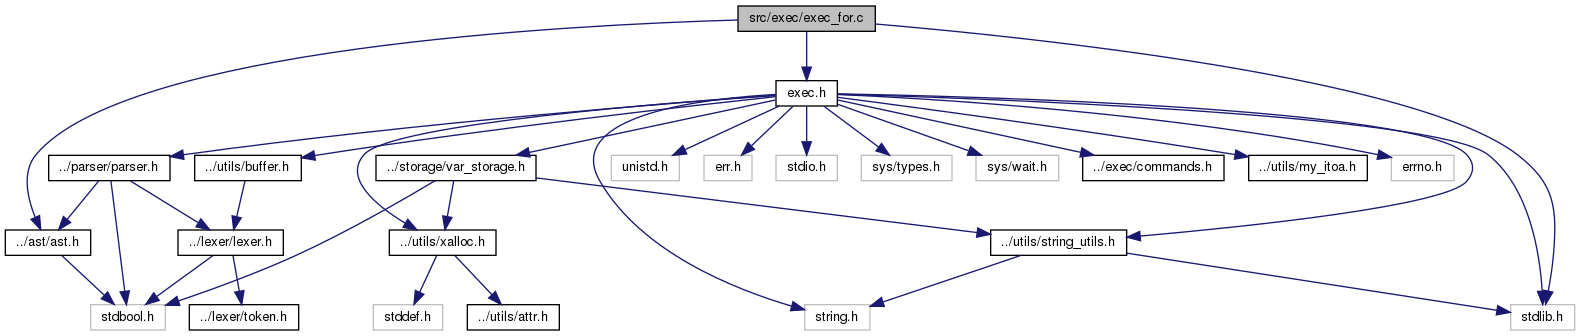 src/exec/exec_for.c
exec.h
../parser/parser.h
../utils/buffer.h
../storage/var_storage.h
unistd.h
err.h
stdio.h
sys/types.h
sys/wait.h
../exec/commands.h
../utils/my_itoa.h
errno.h
../ast/ast.h
../lexer/lexer.h
../utils/xalloc.h
../utils/string_utils.h
stdbool.h
../lexer/token.h
stddef.h
../utils/attr.h
string.h
stdlib.h